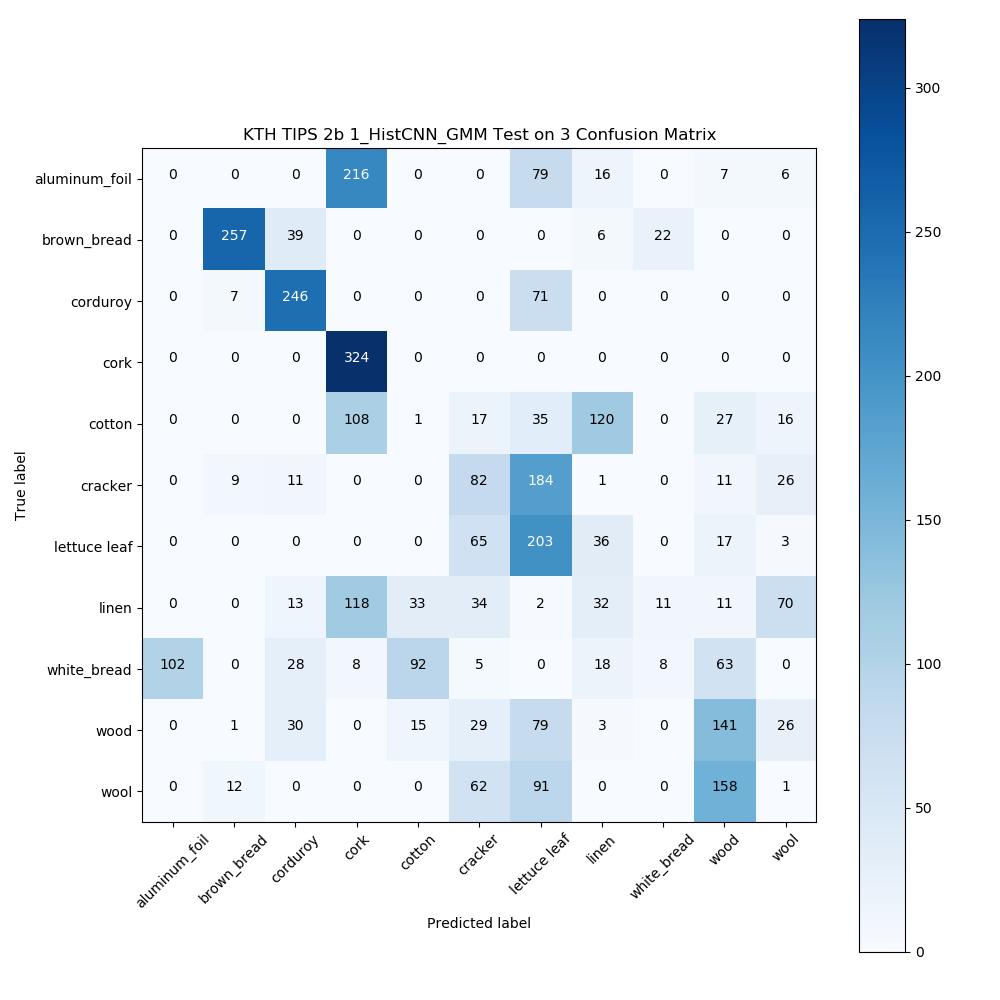 KTH TIPS 2b 1_HistCNN_GMM Test on 3 Confusion Matrix
True label
aluminum_foil 0 0 0 216 0 0 79 16 0 7 6
brown_bread 0 257 39 0 0 0 0 6 22 0 0
corduroy 0 7 246 0 0 0 71 0 0 0 0
cork 0 0 0 324 0 0 0 0 0 0 0
cotton 0 0 0 108 1 17 35 120 0 27 16
cracker 0 9 11 0 0 82 184 1 0 11 26
lettuce leaf 0 0 0 0 0 65 203 36 0 17 3
linen 0 0 13 118 33 34 2 32 11 11 70
white_bread 102 0 28 8 92 5 0 18 8 63 0
wood 0 1 30 0 15 29 79 3 0 141 26
wool 0 12 0 0 0 62 91 0 0 158 1
aluminum_foil brown_bread corduroy cork cotton cracker lettuce leaf linen white_bread wood wool
Predicted label
300
250
200
150
100
50
0